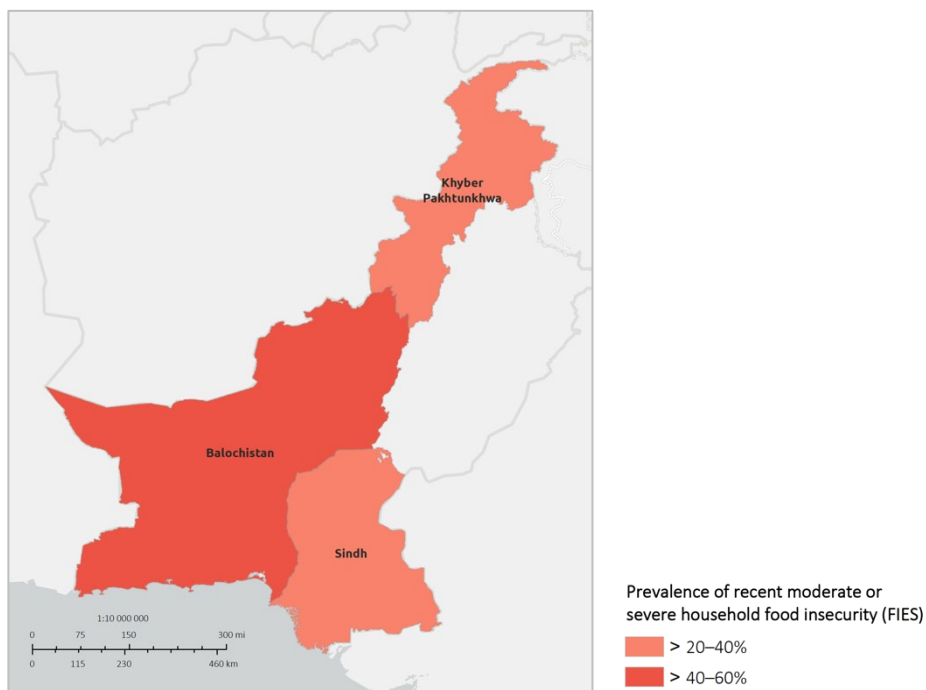 Khyber
Pakhtunkhwa
Balochistan
Sindh
1:10 000 000
0 75 150 300 mi
0 115 230 460 km
Prevalence of recent moderate or
severe household food insecurity (FIES)
> 20–40%
> 40–60%